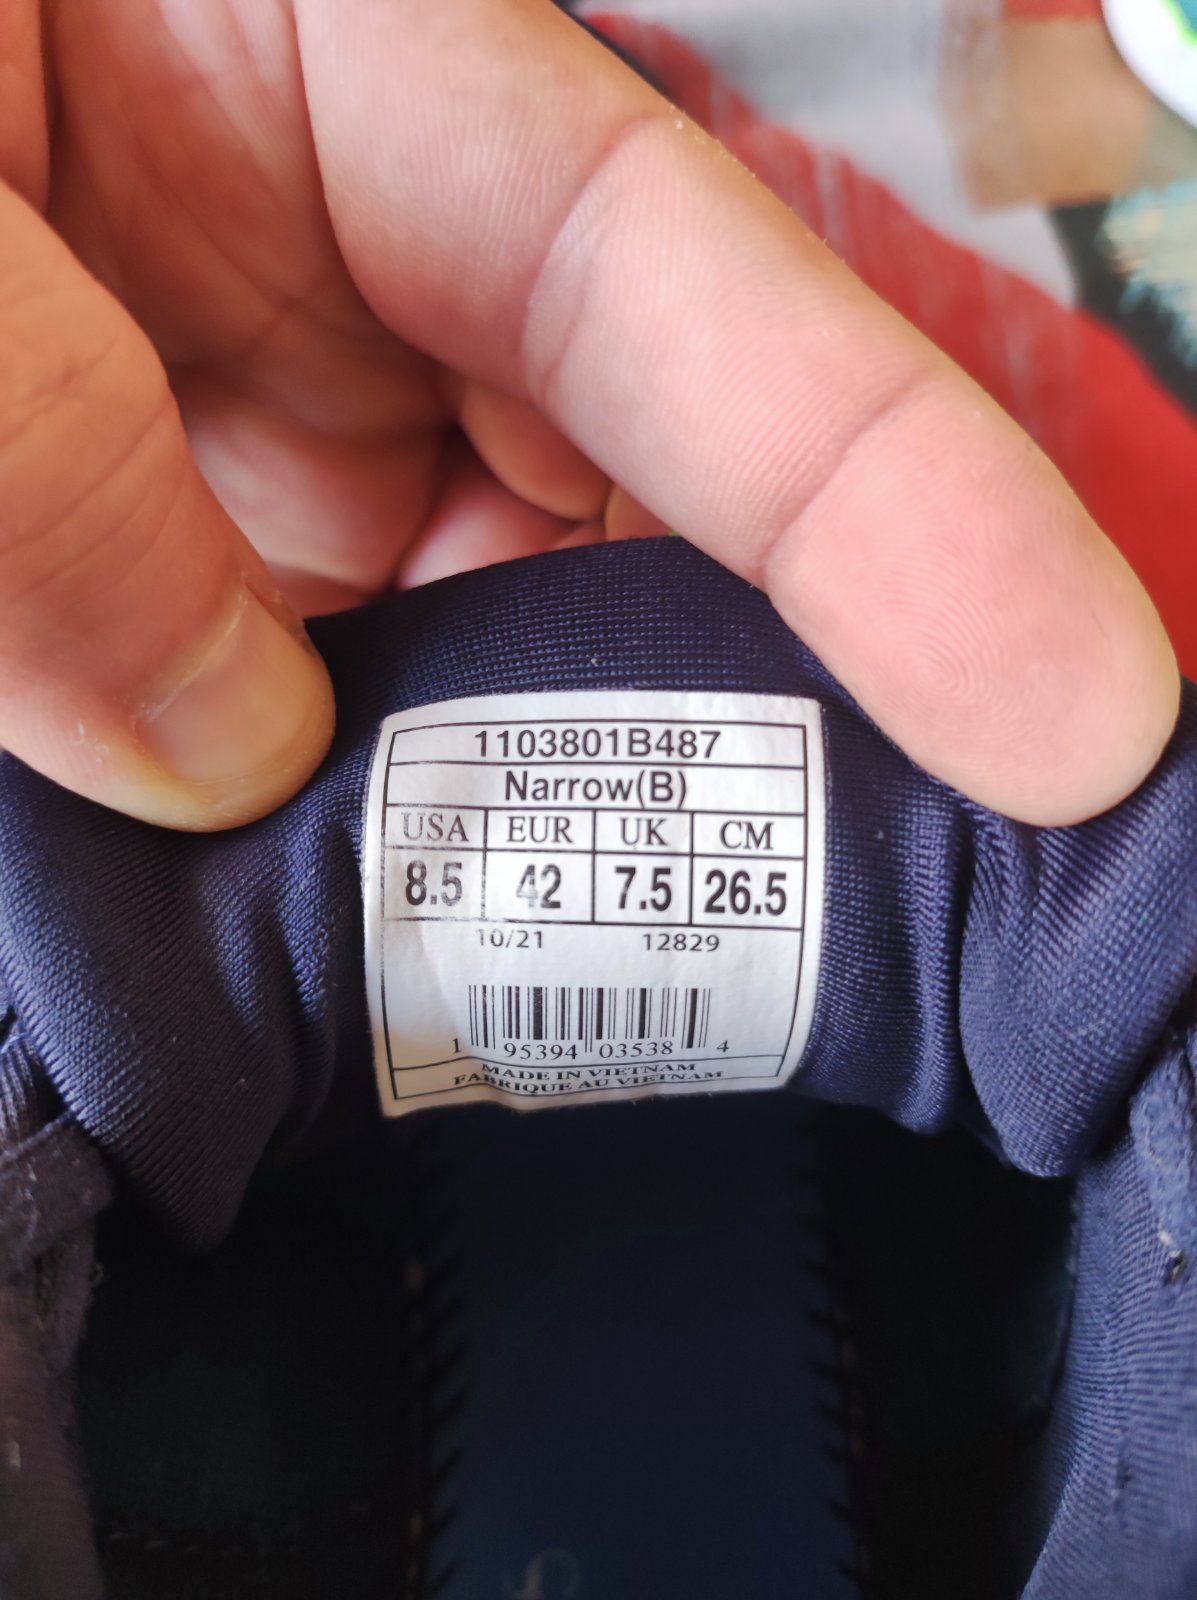 1103801B487
Narrow(B)
USA EUR UK CM
8.5 42 7.5 26.5
10/21 12829
1 95394 03538 4
MADE IN VIETNAM
FABRIQUE AU VIETNAM